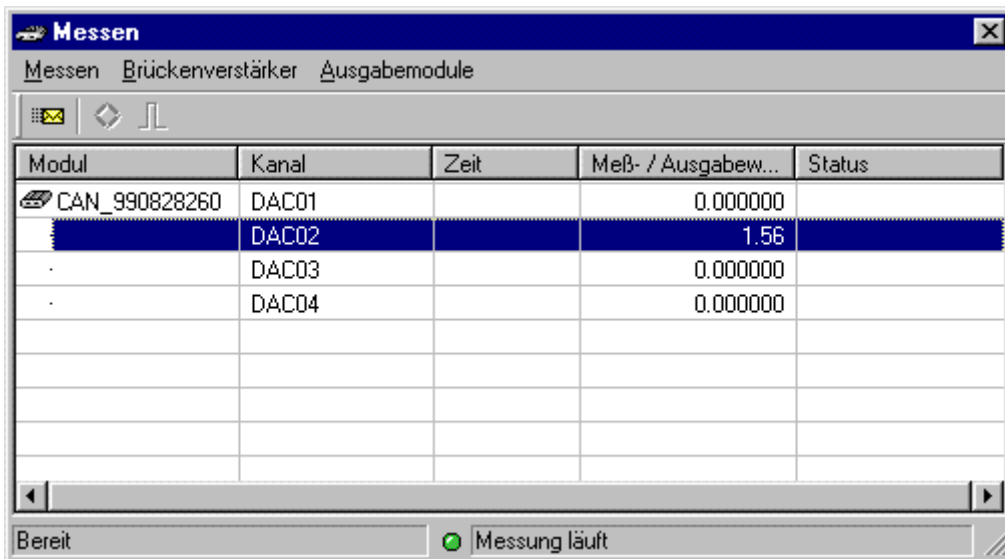 Messen
Messen Brückenverstärker Ausgabemodule
Modul Kanal Zeit Meß- / Ausgabew... Status
CAN_990828260 DAC01 0.000000
DAC02 1.56
DAC03 0.000000
DAC04 0.000000
Bereit Messung läuft